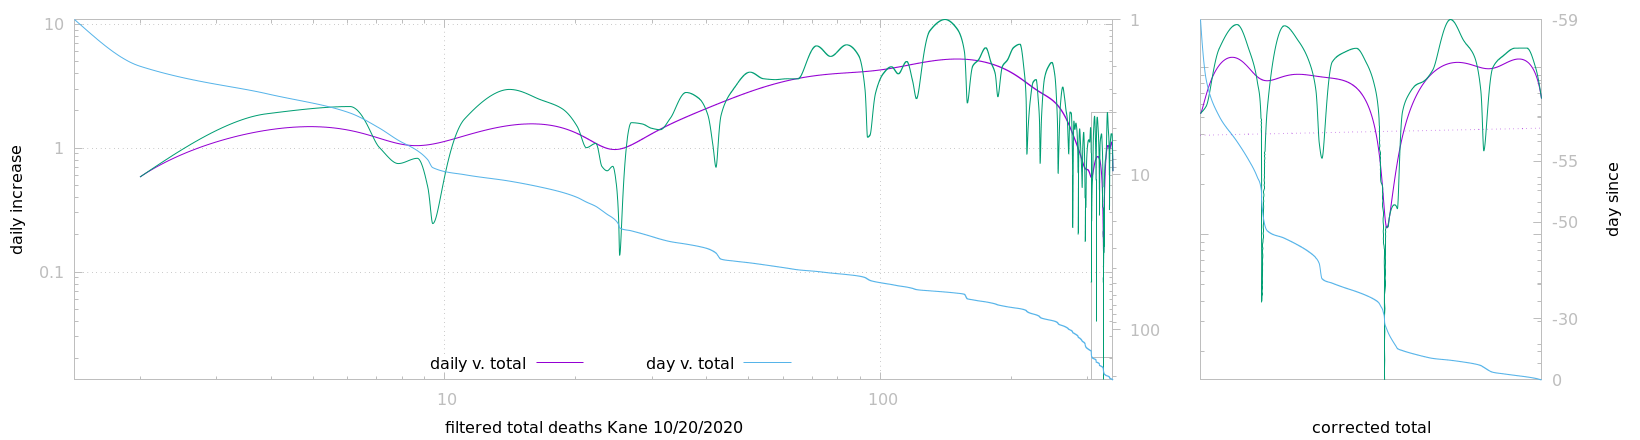 10
1
0.1
daily increase
1
10
100
daily v. total
day v. total
10
100
filtered total deaths Kane 10/20/2020
-59
-55
-50
-30
0
day since
corrected total